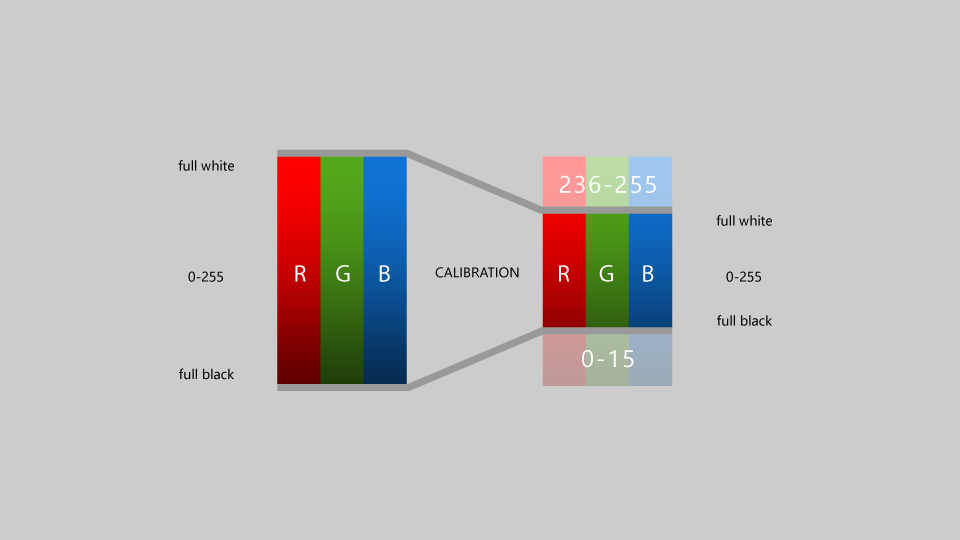 full white
0-255
full black
R G B
CALIBRATION
236-255
R G B
0-15
full white
0-255
full black